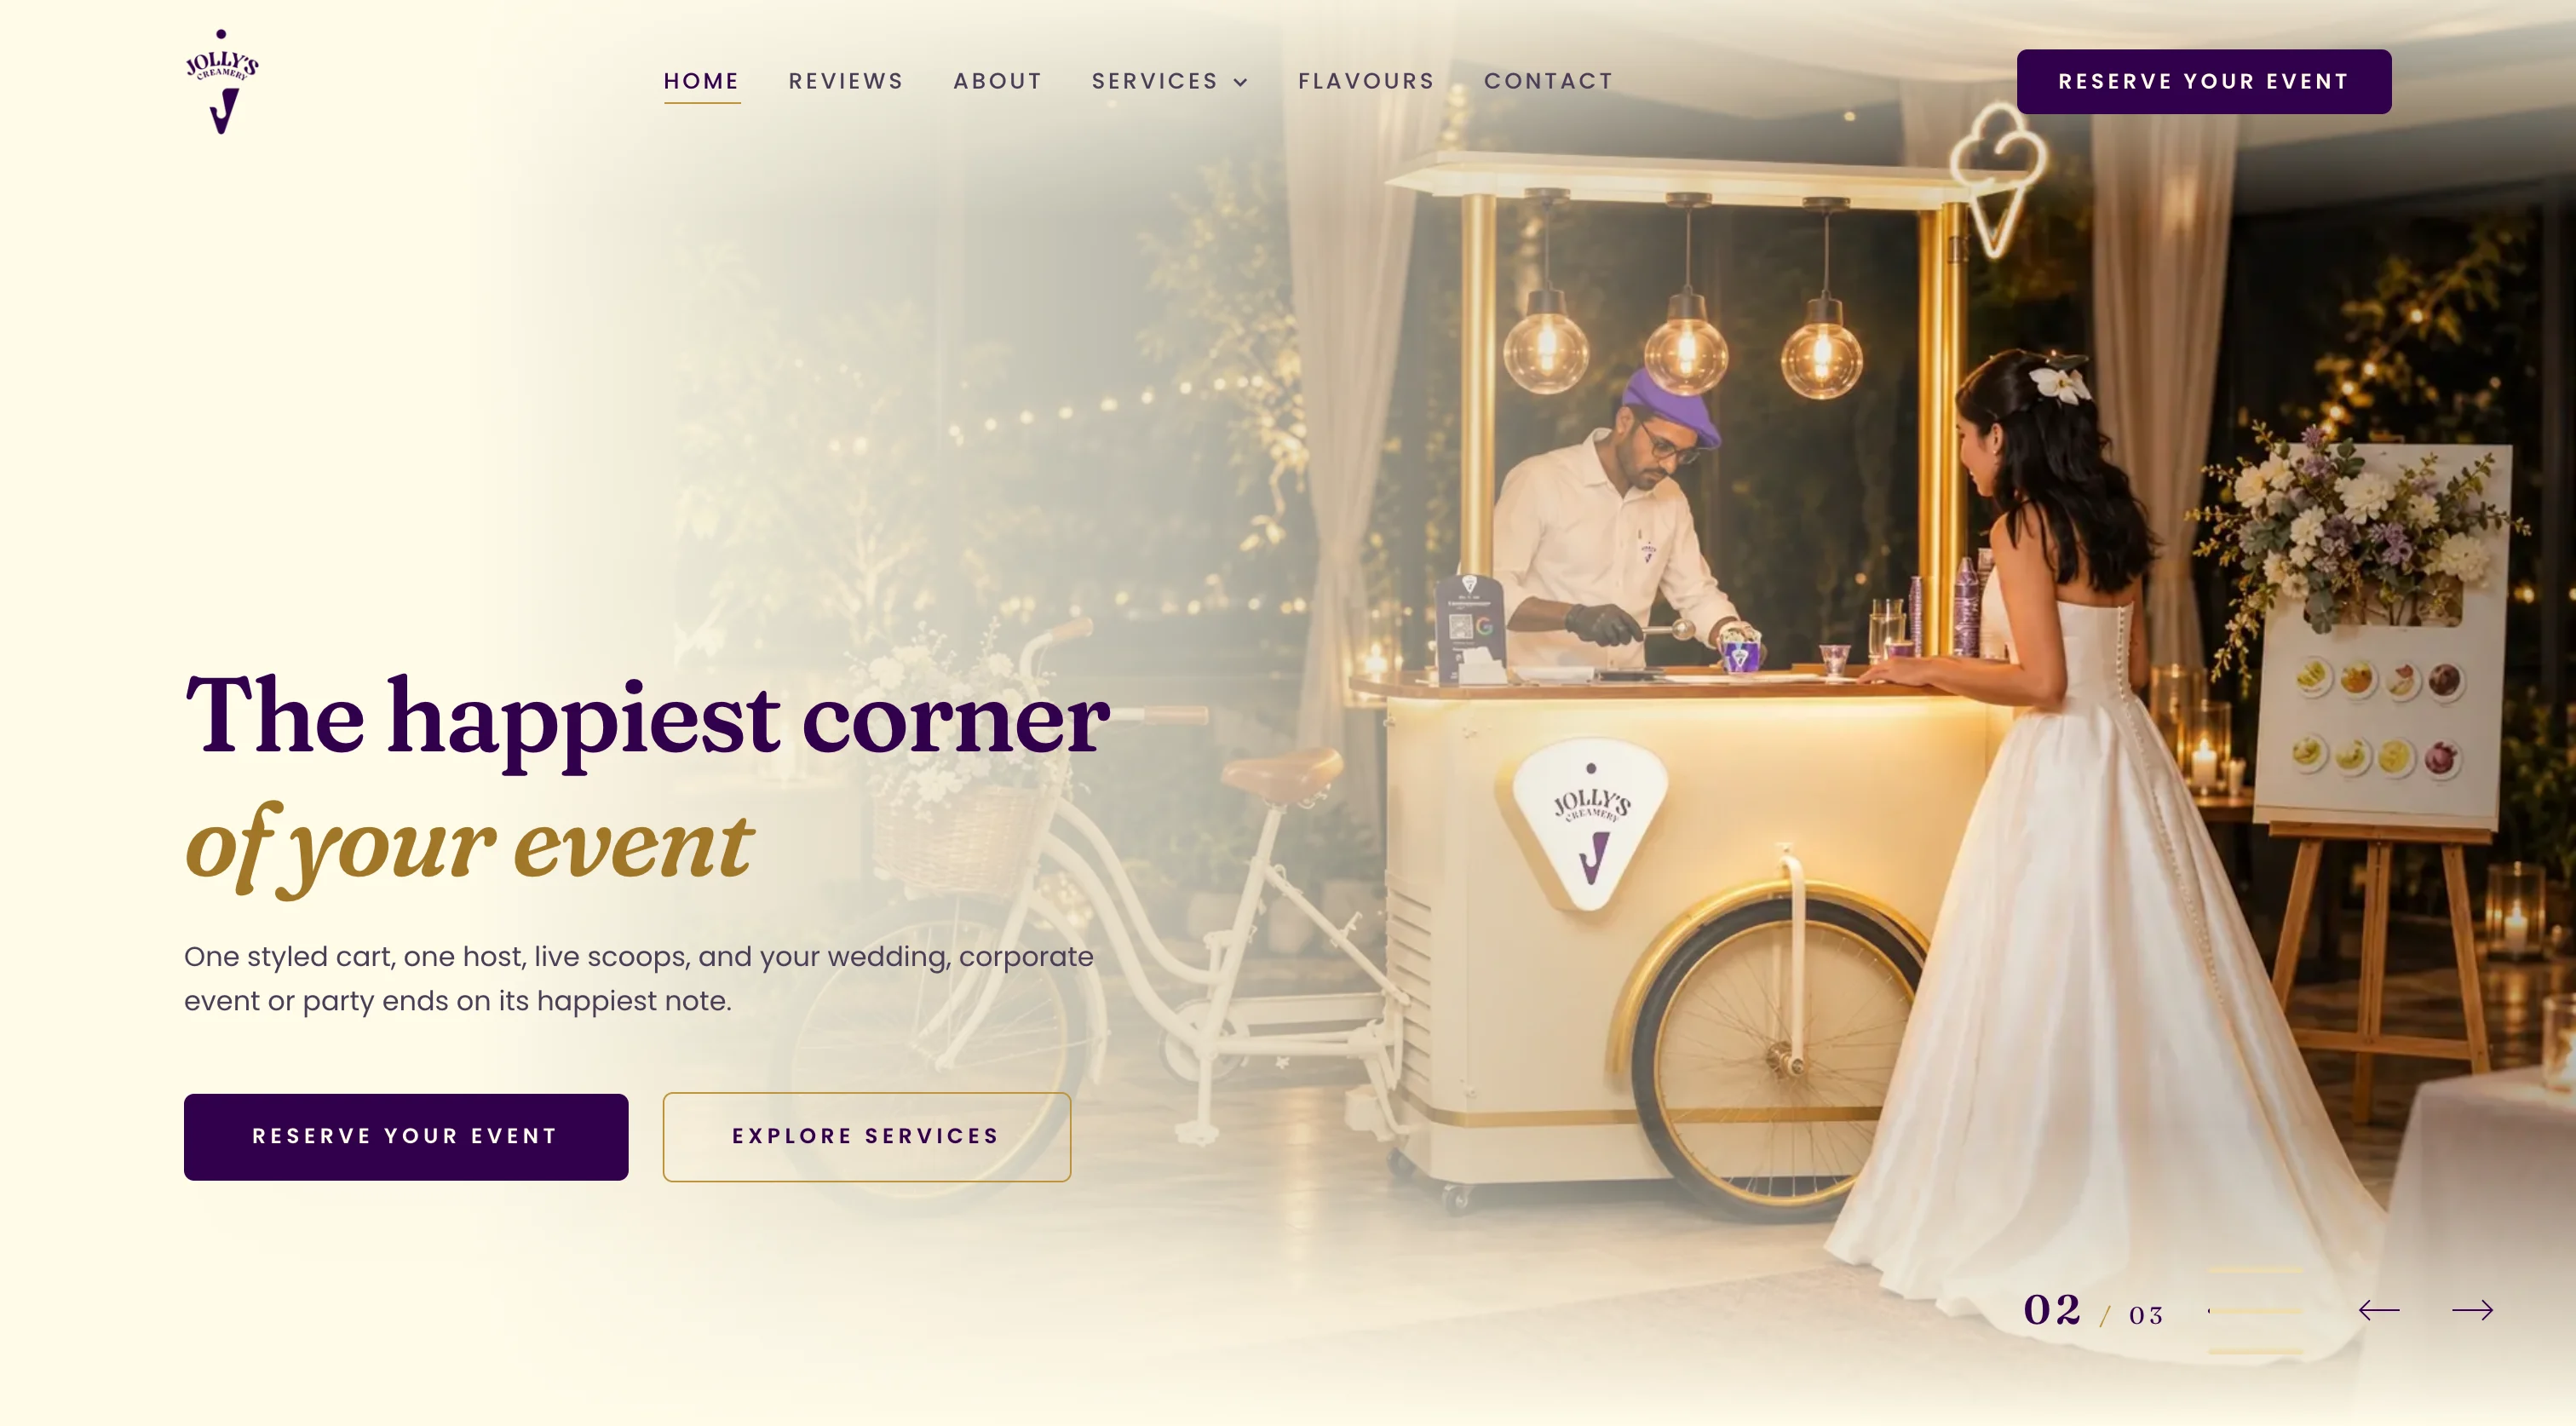 JOLLY'S
CREAMERY
HOME
REVIEWS
ABOUT
SERVICES
FLAVOURS
CONTACT
RESERVE YOUR EVENT
The happiest corner
of your event
One styled cart, one host, live scoops, and your wedding, corporate
event or party ends on its happiest note.
RESERVE YOUR EVENT
EXPLORE SERVICES
JOLLY'S
CREAMERY
02 / 03